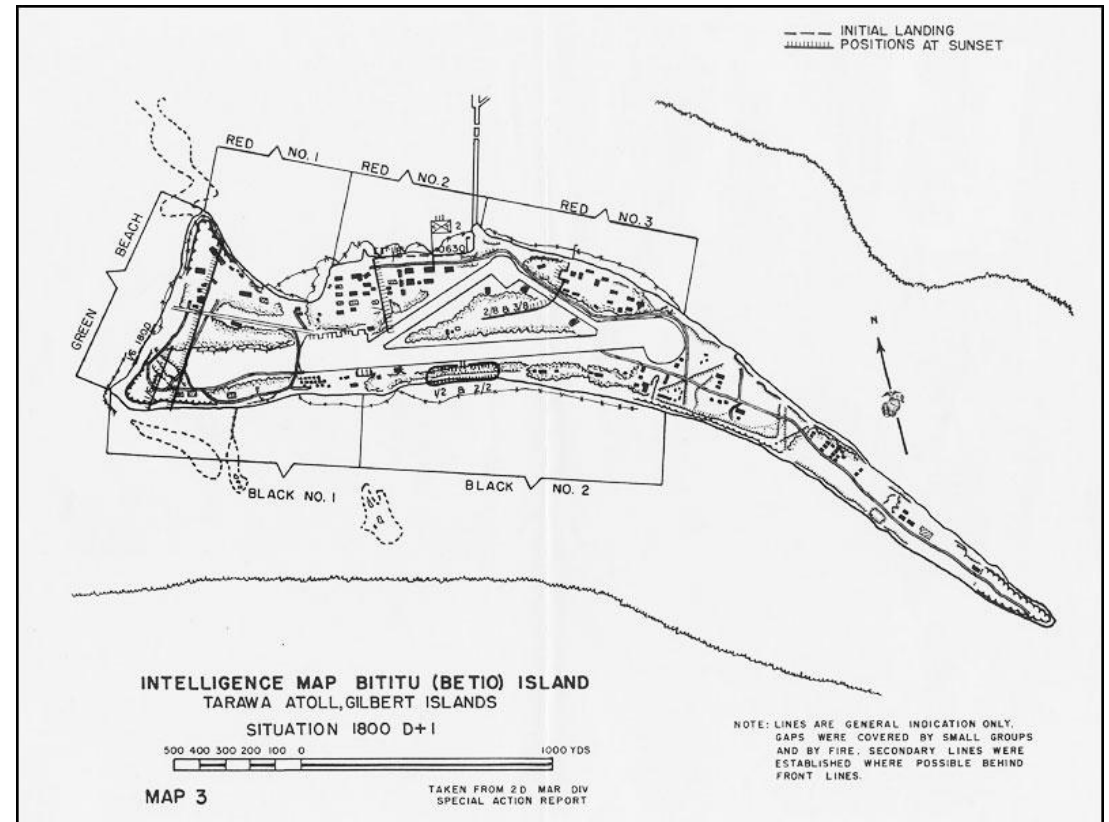 INITIAL LANDING
POSITIONS AT SUNSET
RED NO. 1
RED NO. 2
RED NO. 3
GREEN BEACH
2
0630
1/8
2/8 & 3/8
1/6 1800
1/2 & 2/2
N
BLACK NO. 1
BLACK NO. 2
INTELLIGENCE MAP BITITU (BETIO) ISLAND
TARAWA ATOLL, GILBERT ISLANDS
SITUATION 1800 D+1
500 400 300 200 100 0 1000 YDS
MAP 3
TAKEN FROM 2D MAR DIV
SPECIAL ACTION REPORT
NOTE: LINES ARE GENERAL INDICATION ONLY.
GAPS WERE COVERED BY SMALL GROUPS
AND BY FIRE. SECONDARY LINES WERE
ESTABLISHED WHERE POSSIBLE BEHIND
FRONT LINES.